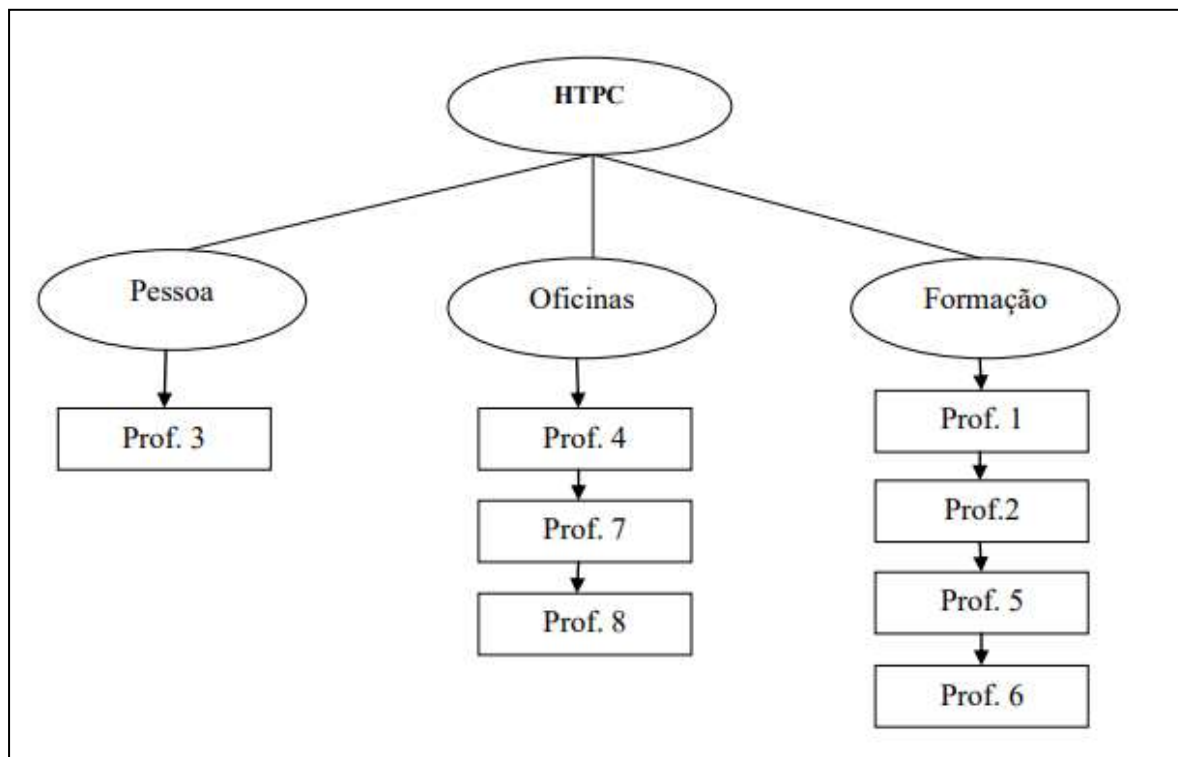 HTPC
Pessoa
Oficinas
Formação
Prof. 3
Prof. 4
Prof. 7
Prof. 8
Prof. 1
Prof.2
Prof. 5
Prof. 6